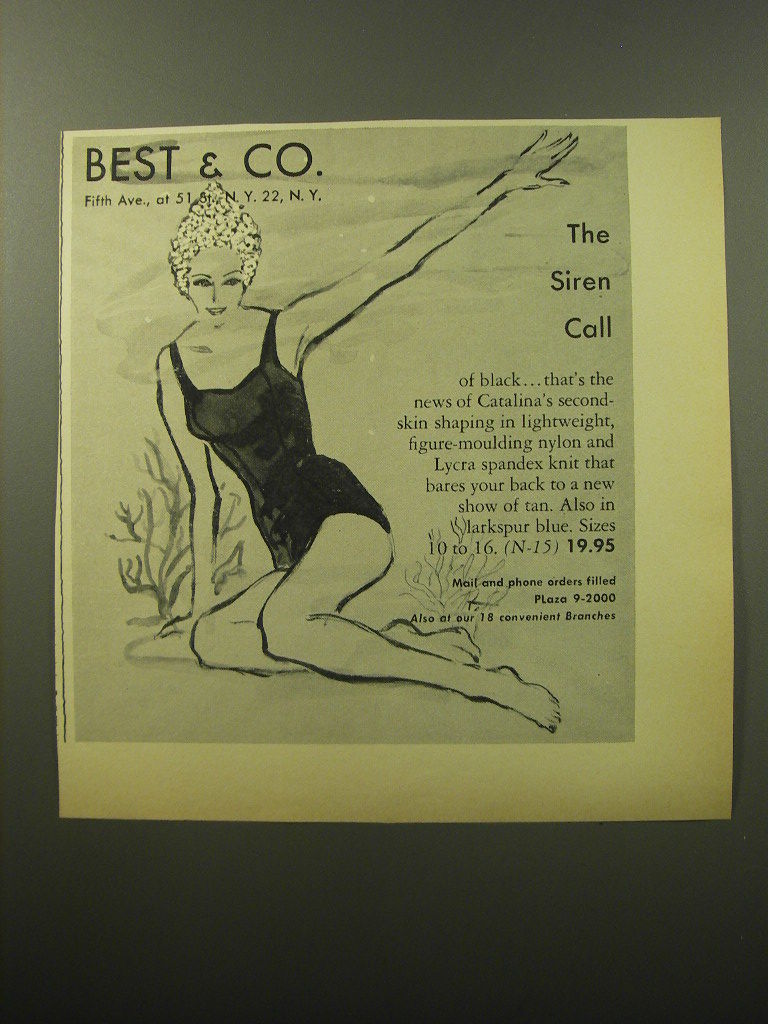 BEST & CO.
Fifth Ave., at 51 St., N. Y. 22, N. Y.
The
Siren
Call
of black...that's the
news of Catalina's second-
skin shaping in lightweight,
figure-moulding nylon and
Lycra spandex knit that
bares your back to a new
show of tan. Also in
larkspur blue. Sizes
10 to 16. (N-15) 19.95
Mail and phone orders filled
PLaza 9-2000
Also at our 18 convenient Branches